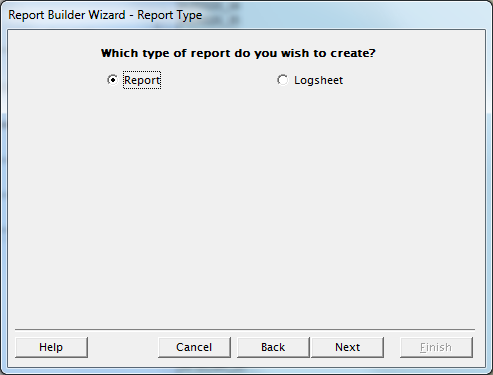 Report Builder Wizard - Report Type
Which type of report do you wish to create?
Report Logsheet
Help Cancel Back Next Finish